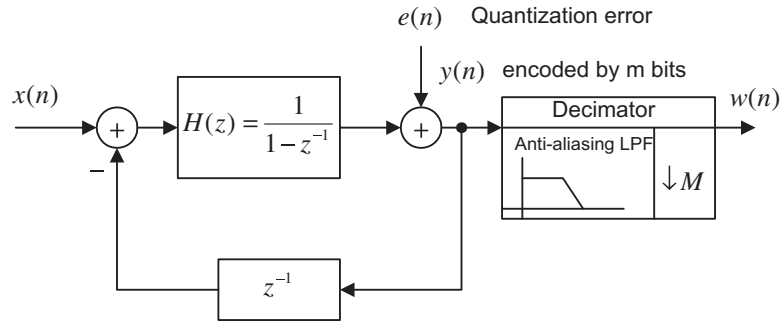 e(n) Quantization error
x(n)
y(n) encoded by m bits
w(n)
H(z) = 1 / (1 − z⁻¹)
+
+
Decimator
Anti-aliasing LPF
↓ M
−
z⁻¹